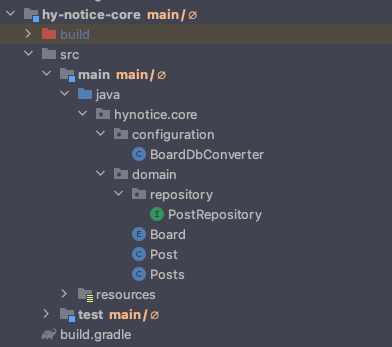 hy-notice-core main / ∅
build
src
main main / ∅
java
hynotice.core
configuration
C BoardDbConverter
domain
repository
I PostRepository
E Board
C Post
C Posts
resources
test main / ∅
build.gradle